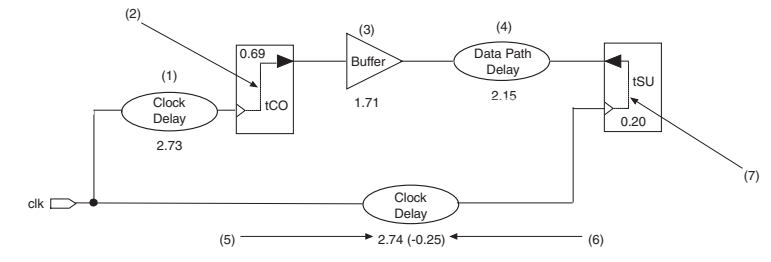 (2)
(3)
(4)
0.69
Buffer
Data Path
Delay
(1)
tSU
Clock
Delay
tCO
1.71
2.15
0.20
2.73
(7)
clk
Clock
Delay
(5)
2.74 (-0.25)
(6)